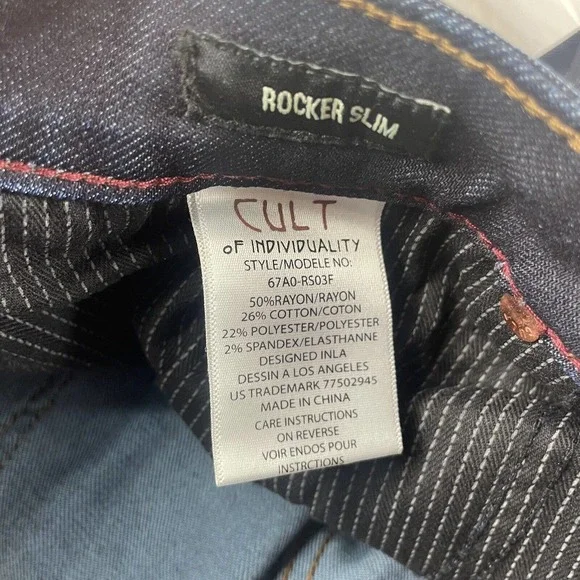 ROCKER SLIM
CULT
OF INDIVIDUALITY
STYLE/MODELE NO:
67A0-RS03F
50%RAYON/RAYON
26% COTTON/COTON
22% POLYESTER/POLYESTER
2% SPANDEX/ELASTHANNE
DESIGNED INLA
DESSIN A LOS ANGELES
US TRADEMARK 77502945
MADE IN CHINA
CARE INSTRUCTIONS
ON REVERSE
VOIR ENDOS POUR
INSTRCTIONS